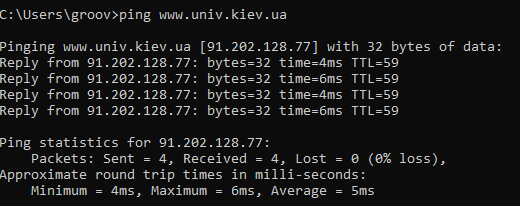 C:\Users\groov>ping www.univ.kiev.ua
Pinging www.univ.kiev.ua [91.202.128.77] with 32 bytes of data:
Reply from 91.202.128.77: bytes=32 time=4ms TTL=59
Reply from 91.202.128.77: bytes=32 time=6ms TTL=59
Reply from 91.202.128.77: bytes=32 time=4ms TTL=59
Reply from 91.202.128.77: bytes=32 time=6ms TTL=59
Ping statistics for 91.202.128.77:
    Packets: Sent = 4, Received = 4, Lost = 0 (0% loss),
Approximate round trip times in milli-seconds:
    Minimum = 4ms, Maximum = 6ms, Average = 5ms